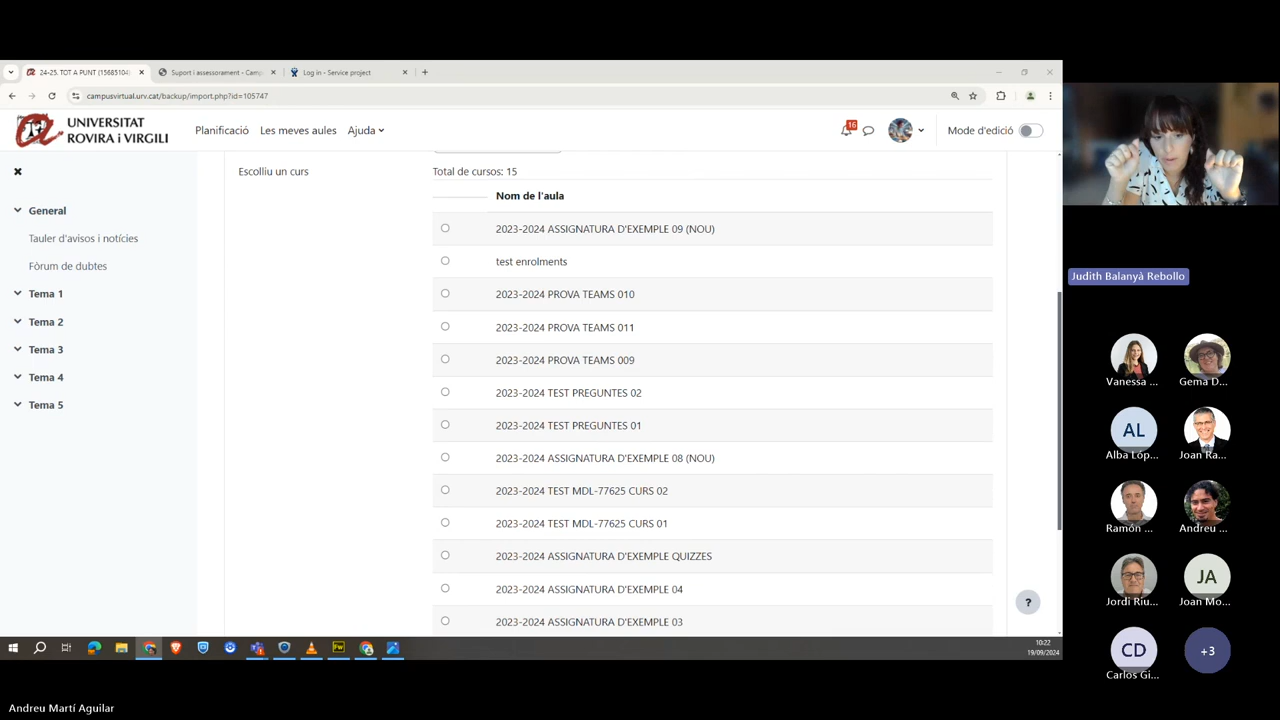 24-25. TOT A PUNT (15685104)
Suport i assessorament - Camp
Log in - Service project
campusvirtual.urv.cat/backup/import.php?id=105747
UNIVERSITAT
ROVIRA i VIRGILI
Planificació
Les meves aules
Ajuda
16
Mode d'edició
General
Tauler d'avisos i notícies
Fòrum de dubtes
Tema 1
Tema 2
Tema 3
Tema 4
Tema 5
Escolliu un curs
Total de cursos: 15
Nom de l'aula
2023-2024 ASSIGNATURA D'EXEMPLE 09 (NOU)
test enrolments
2023-2024 PROVA TEAMS 010
2023-2024 PROVA TEAMS 011
2023-2024 PROVA TEAMS 009
2023-2024 TEST PREGUNTES 02
2023-2024 TEST PREGUNTES 01
2023-2024 ASSIGNATURA D'EXEMPLE 08 (NOU)
2023-2024 TEST MDL-77625 CURS 02
2023-2024 TEST MDL-77625 CURS 01
2023-2024 ASSIGNATURA D'EXEMPLE QUIZZES
2023-2024 ASSIGNATURA D'EXEMPLE 04
2023-2024 ASSIGNATURA D'EXEMPLE 03
?
Fw
10:22
19/09/2024
Judith Balanyà Rebollo
Vanessa ...
Gema D...
AL
Alba Lóp...
Joan Ra...
Ramón ...
Andreu ...
Jordi Riu...
JA
Joan Mo...
CD
Carlos Gi...
+3
Andreu Martí Aguilar